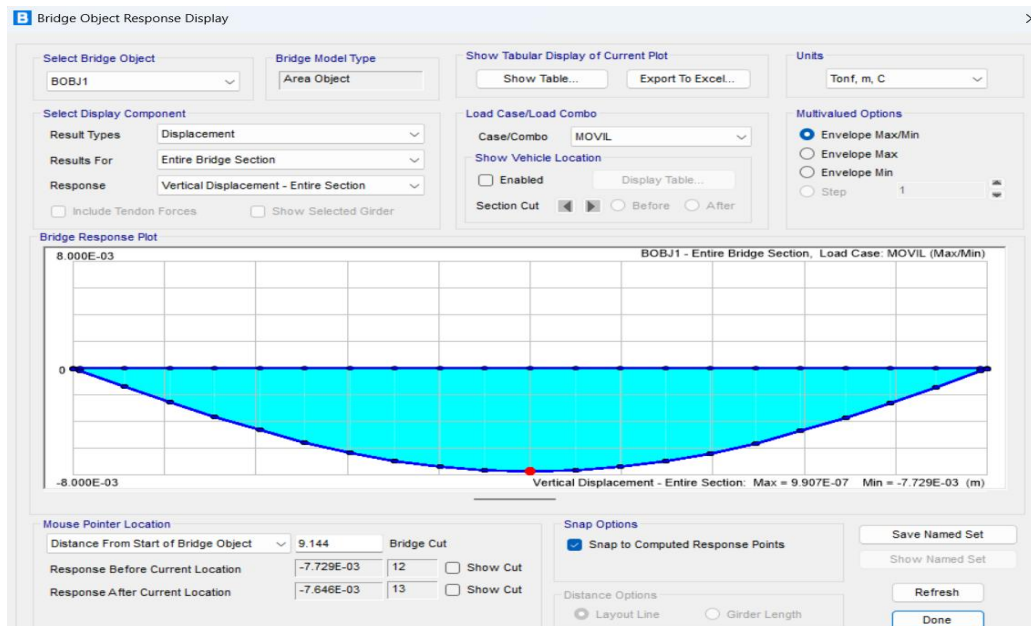 B Bridge Object Response Display
Select Bridge Object
BOBJ1
Bridge Model Type
Area Object
Show Tabular Display of Current Plot
Show Table...
Export To Excel...
Units
Tonf, m, C
Select Display Component
Result Types Displacement
Results For Entire Bridge Section
Response Vertical Displacement - Entire Section
Include Tendon Forces Show Selected Girder
Load Case/Load Combo
Case/Combo MOVIL
Show Vehicle Location
Enabled Display Table...
Section Cut Before After
Multivalued Options
Envelope Max/Min
Envelope Max
Envelope Min
Step 1
Bridge Response Plot
8.000E-03
BOBJ1 - Entire Bridge Section, Load Case: MOVIL (Max/Min)
0
-8.000E-03
Vertical Displacement - Entire Section: Max = 9.907E-07 Min = -7.729E-03 (m)
Mouse Pointer Location
Distance From Start of Bridge Object 9.144 Bridge Cut
Response Before Current Location -7.729E-03 12 Show Cut
Response After Current Location -7.646E-03 13 Show Cut
Snap Options
Snap to Computed Response Points
Distance Options
Layout Line Girder Length
Save Named Set
Show Named Set
Refresh
Done